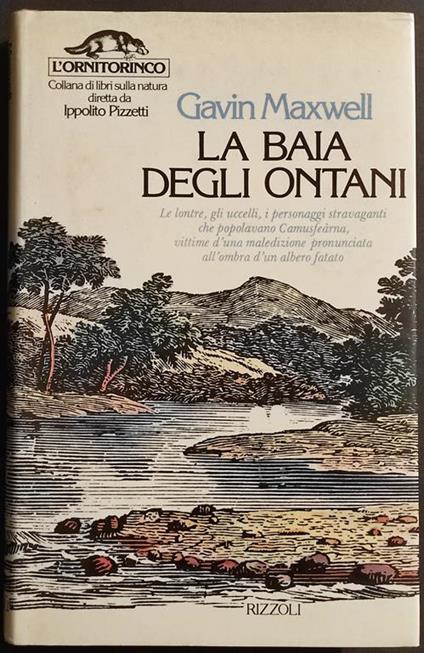 L'ORNITORINCO
Collana di libri sulla natura
diretta da
Ippolito Pizzetti
Gavin Maxwell
LA BAIA
DEGLI ONTANI
Le lontre, gli uccelli, i personaggi stravaganti
che popolavano Camusfeàrna,
vittime d'una maledizione pronunciata
all'ombra d'un albero fatato
RIZZOLI